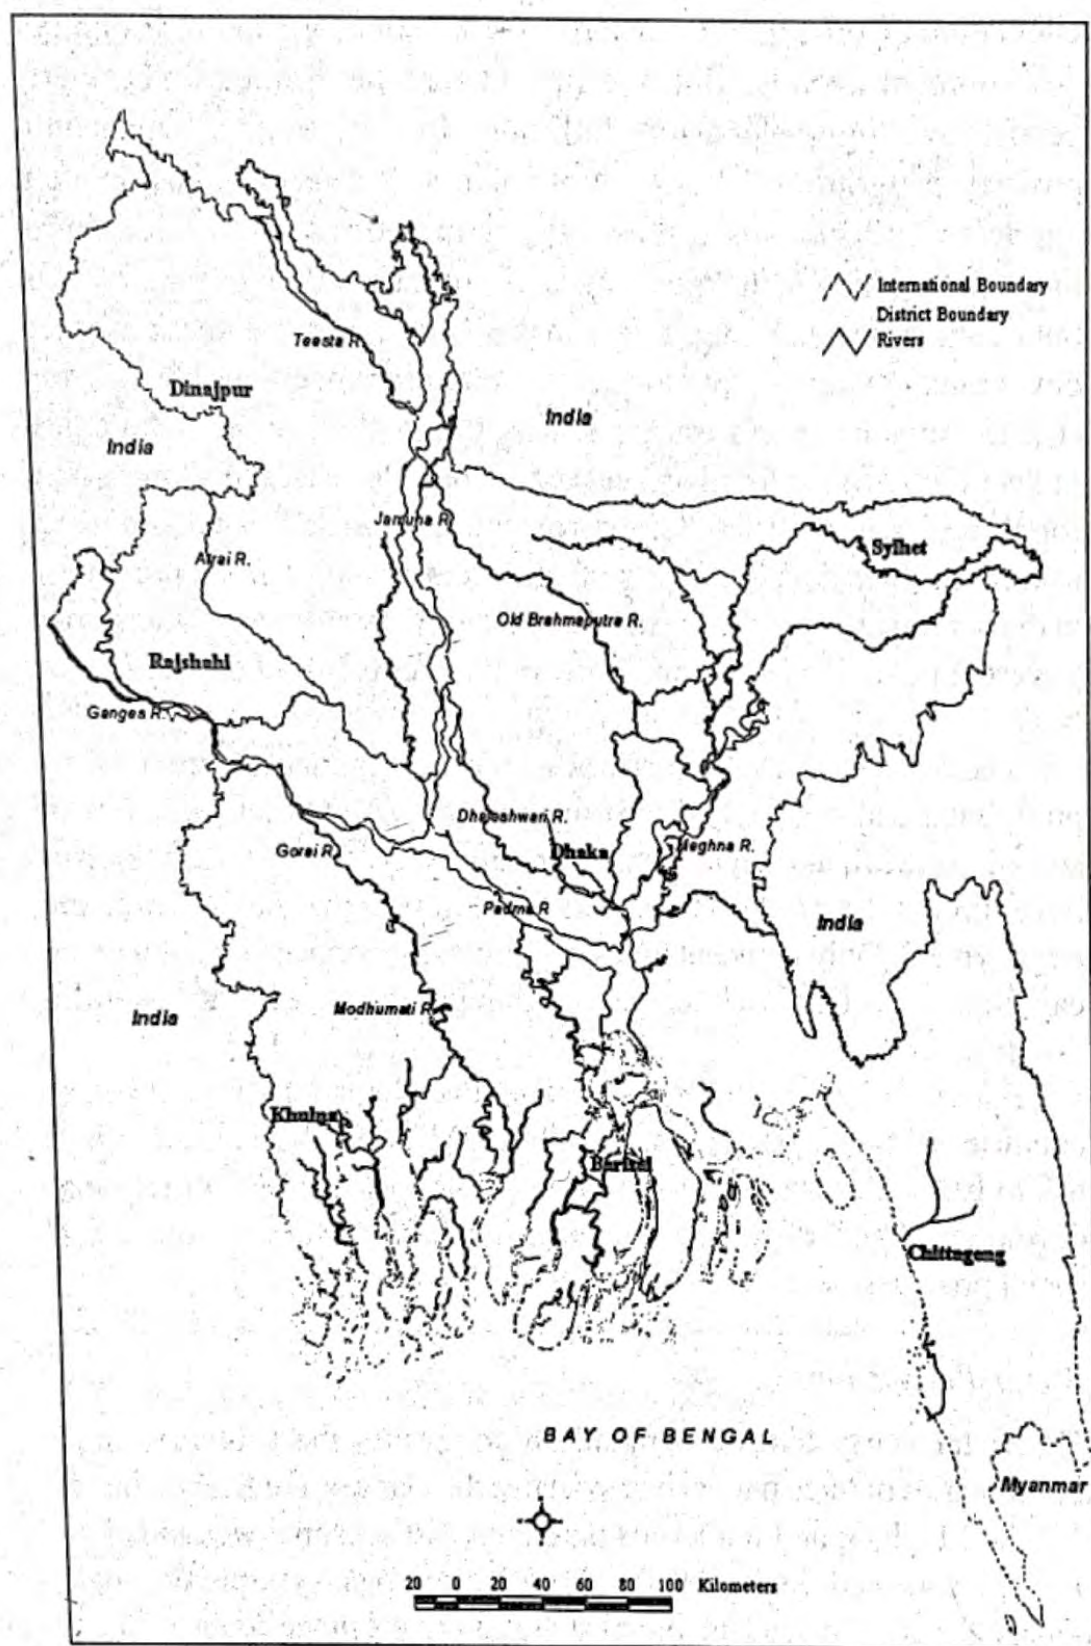 International Boundary
District Boundary
Rivers
Teesta R.
Dinajpur
India
India
Jamuna R.
Atrai R.
Sylhet
Old Brahmaputra R.
Rajshahi
Ganges R.
Dhaleshwari R.
Gorai R.
Dhaka
Meghna R.
Padma R
India
Modhumati R.
India
Khulna
Barisal
Chittagong
BAY OF BENGAL
Myanmar
20 0 20 40 60 80 100 Kilometers